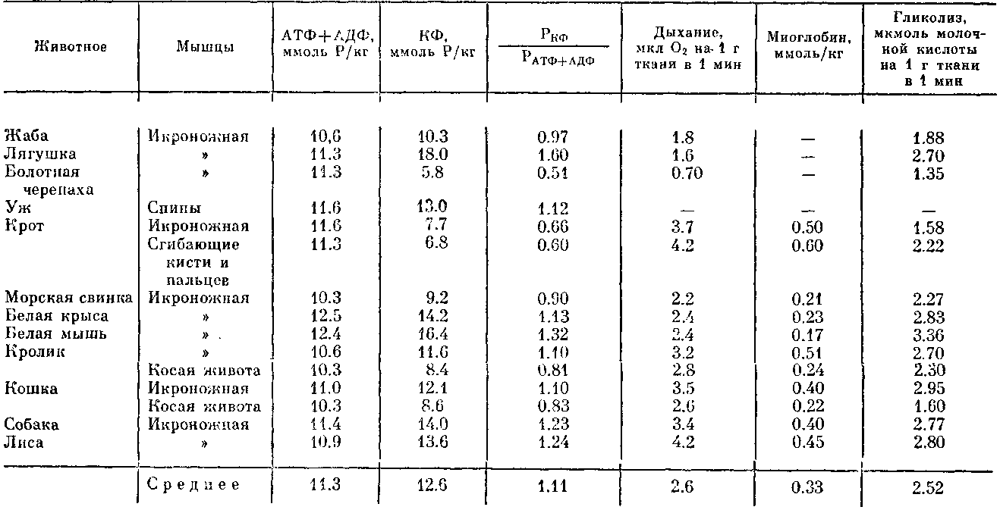 Животное | Мышцы | АТФ+АДФ, ммоль Р/кг | КФ, ммоль Р/кг | Р КФ / Р АТФ+АДФ | Дыхание, мкл O₂ на 1 г ткани в 1 мин | Миоглобин, ммоль/кг | Гликолиз, мкмоль молочной кислоты на 1 г ткани в 1 мин
Жаба | Икроножная | 10,6 | 10.3 | 0.97 | 1.8 | — | 1.88
Лягушка | » | 11.3 | 18.0 | 1.60 | 1.6 | — | 2.70
Болотная | » | 11.3 | 5.8 | 0.51 | 0.70 | — | 1.35
черепаха
Уж | Спины | 11.6 | 13.0 | 1.12 | — | — | —
Крот | Икроножная | 11.6 | 7.7 | 0.66 | 3.7 | 0.50 | 1.58
Сгибающие | 11.3 | 6.8 | 0.60 | 4.2 | 0.60 | 2.22
кисти и
пальцев
Морская свинка | Икроножная | 10.3 | 9.2 | 0.90 | 2.2 | 0.21 | 2.27
Белая крыса | » | 12.5 | 14.2 | 1.13 | 2.4 | 0.23 | 2.83
Белая мышь | » | 12.4 | 16.4 | 1.32 | 2.4 | 0.17 | 3.36
Кролик | » | 10.6 | 11.6 | 1.10 | 3.2 | 0.51 | 2.70
Косая живота | 10.3 | 8.4 | 0.81 | 2.8 | 0.24 | 2.30
Кошка | Икроножная | 11.0 | 12.1 | 1.10 | 3.5 | 0.40 | 2.95
Косая живота | 10.3 | 8.6 | 0.83 | 2.6 | 0.22 | 1.60
Собака | Икроножная | 11.4 | 14.0 | 1.23 | 3.4 | 0.40 | 2.77
Лиса | » | 10.9 | 13.6 | 1.24 | 4.2 | 0.45 | 2.80
Среднее | 11.3 | 12.6 | 1.11 | 2.6 | 0.33 | 2.52